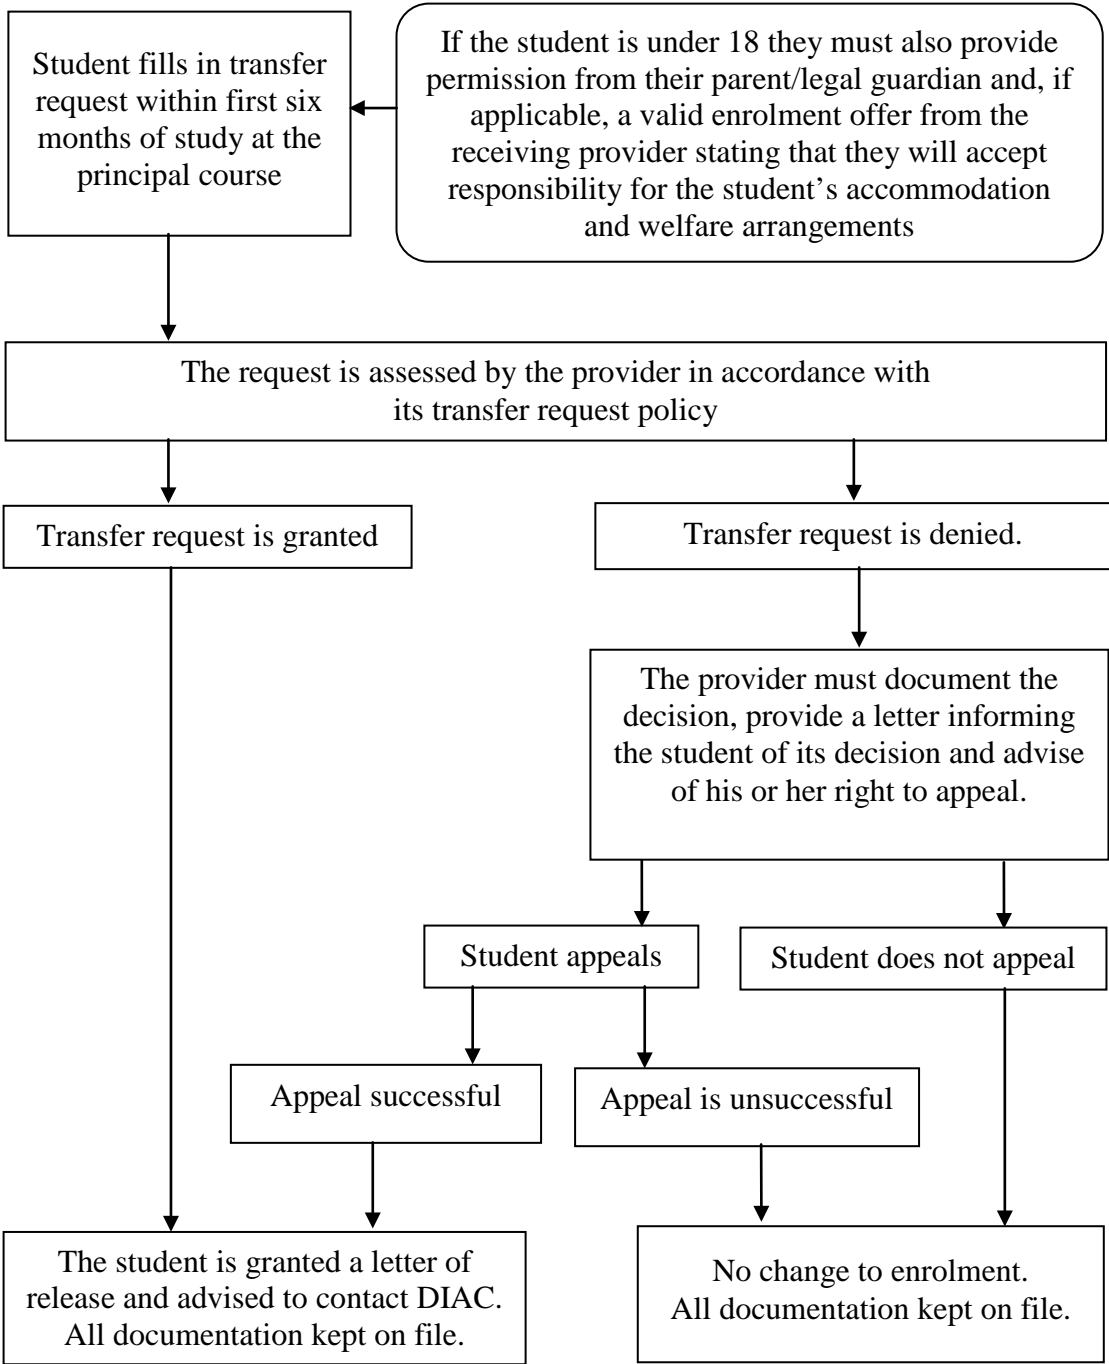 Student fills in transfer
request within first six
months of study at the
principal course
If the student is under 18 they must also provide
permission from their parent/legal guardian and, if
applicable, a valid enrolment offer from the
receiving provider stating that they will accept
responsibility for the student’s accommodation
and welfare arrangements
The request is assessed by the provider in accordance with
its transfer request policy
Transfer request is granted
Transfer request is denied.
The provider must document the
decision, provide a letter informing
the student of its decision and advise
of his or her right to appeal.
Student appeals
Student does not appeal
Appeal successful
Appeal is unsuccessful
The student is granted a letter of
release and advised to contact DIAC.
All documentation kept on file.
No change to enrolment.
All documentation kept on file.